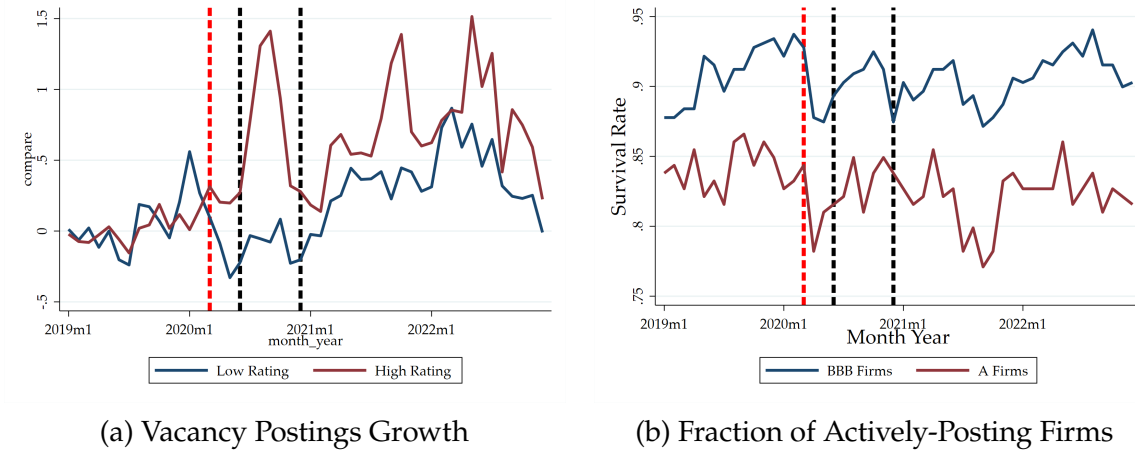 1.5
1
.5
0
-.5
compare
2019m1 2020m1 2021m1 2022m1
month_year
Low Rating High Rating
(a) Vacancy Postings Growth
.95
.9
.85
.8
.75
Survival Rate
2019m1 2020m1 2021m1 2022m1
Month Year
BBB Firms A Firms
(b) Fraction of Actively-Posting Firms